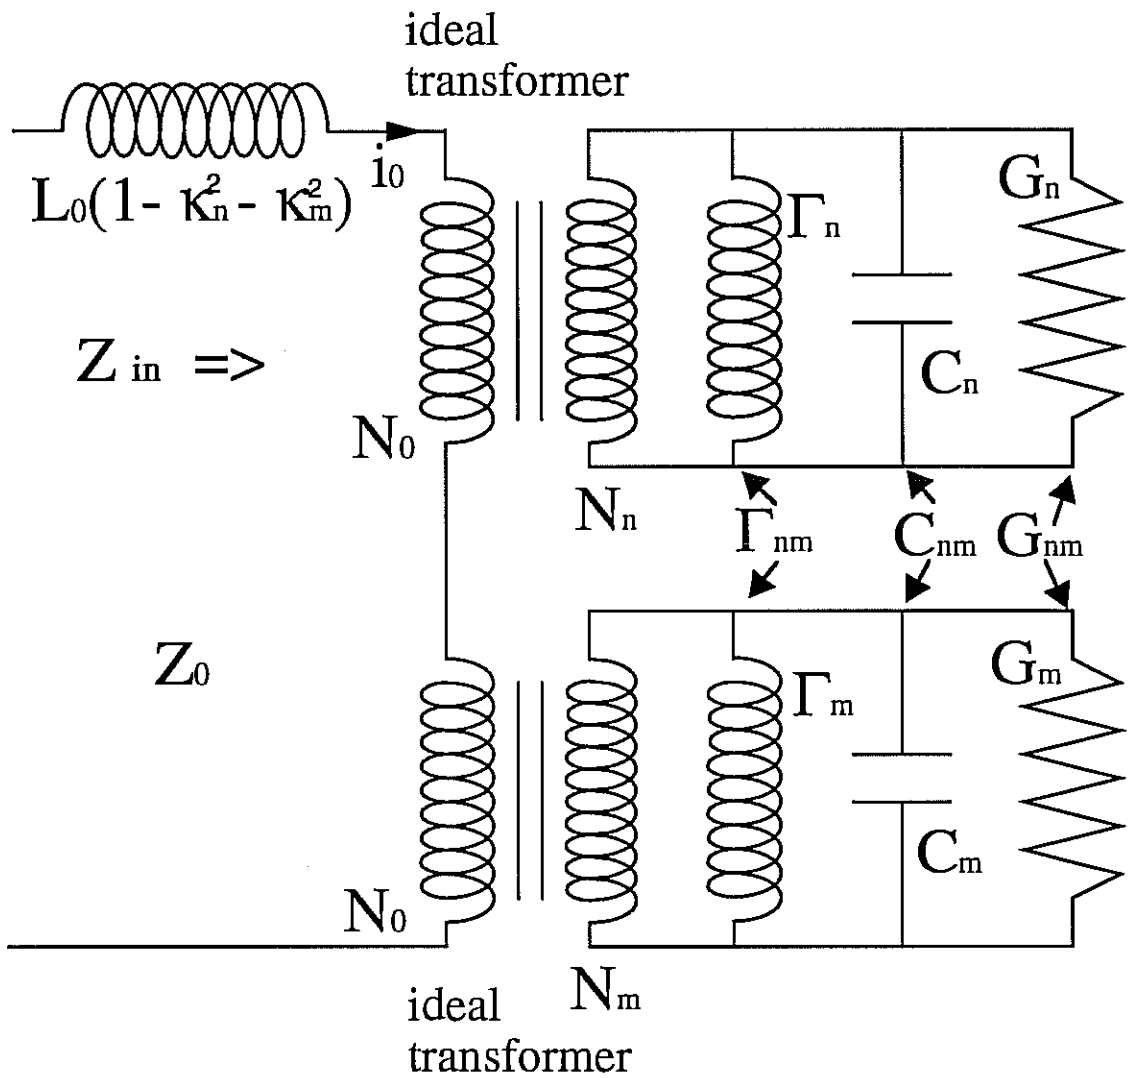 ideal
transformer
L0(1- κn² - κm²)
i0
Γn
Gn
Z in =>
Cn
N0
Nn
Γnm
Cnm
Gnm
Z0
Γm
Gm
Cm
N0
Nm
ideal
transformer